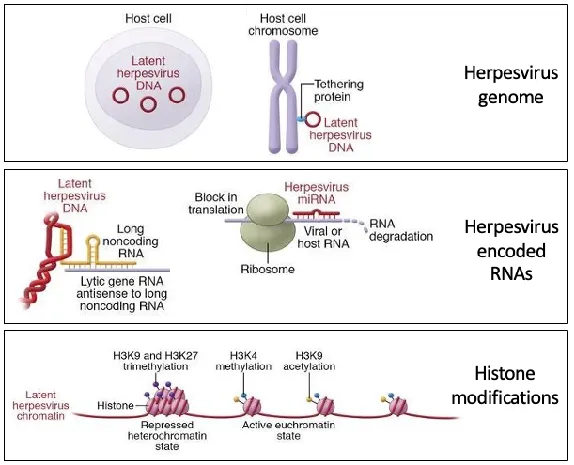 Host cell
Latent
herpesvirus
DNA
Host cell
chromosome
Tethering
protein
Latent
herpesvirus
DNA
Herpesvirus
genome
Latent
herpesvirus
DNA
Long
noncoding
RNA
Lytic gene RNA
antisense to long
noncoding RNA
Block in
translation
Herpesvirus
miRNA
Viral or
host RNA
RNA
degradation
Ribosome
Herpesvirus
encoded
RNAs
H3K9 and H3K27
trimethylation
H3K4
methylation
H3K9
acetylation
Latent
herpesvirus
chromatin
Histone
Repressed
heterochromatin
state
Active euchromatin
state
Histone
modifications